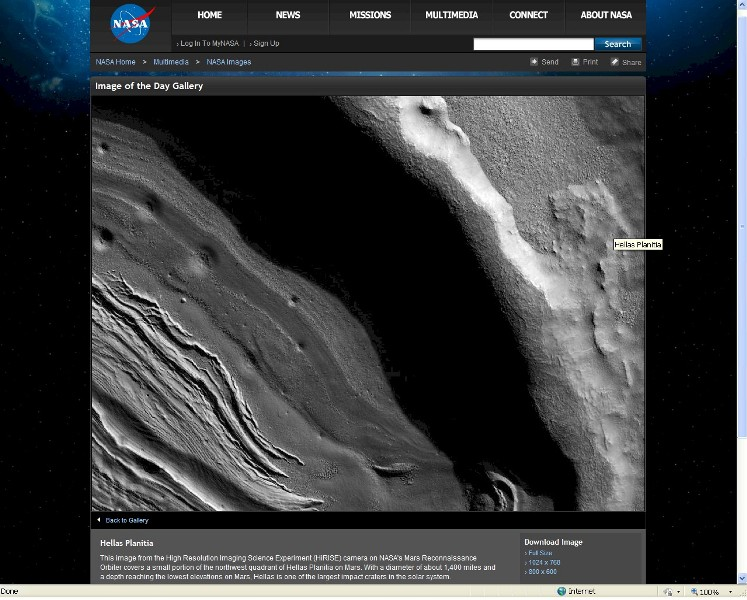 NASA
HOME NEWS MISSIONS MULTIMEDIA CONNECT ABOUT NASA
› Log In To MyNASA | › Sign Up Search
NASA Home > Multimedia > NASA Images Send Print Share
Image of the Day Gallery
Hellas Planitia
Back to Gallery
Hellas Planitia
This image from the High Resolution Imaging Science Experiment (HiRISE) camera on NASA's Mars Reconnaissance
Orbiter covers a small portion of the northwest quadrant of Hellas Planitia on Mars. With a diameter of about 1,400 miles and
a depth reaching the lowest elevations on Mars, Hellas is one of the largest impact craters in the solar system.
Download Image
› Full Size
› 1024 x 768
› 800 x 600
Done Internet 100%